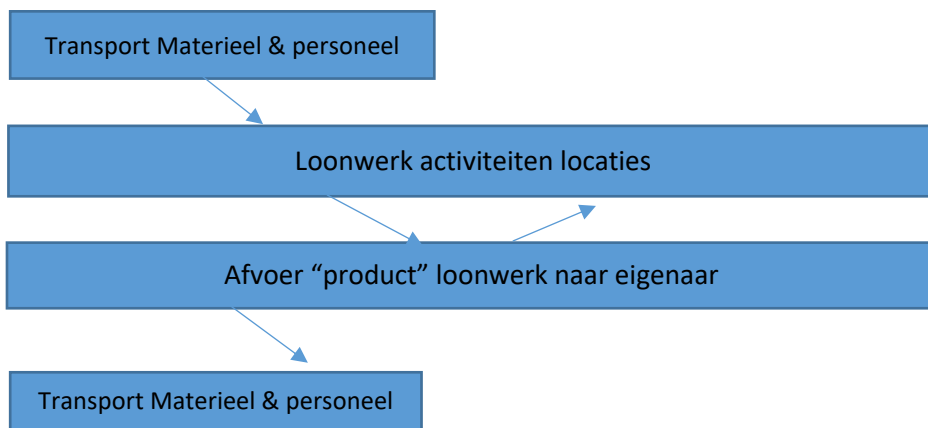 Transport Materieel & personeel
Loonwerk activiteiten locaties
Afvoer “product” loonwerk naar eigenaar
Transport Materieel & personeel